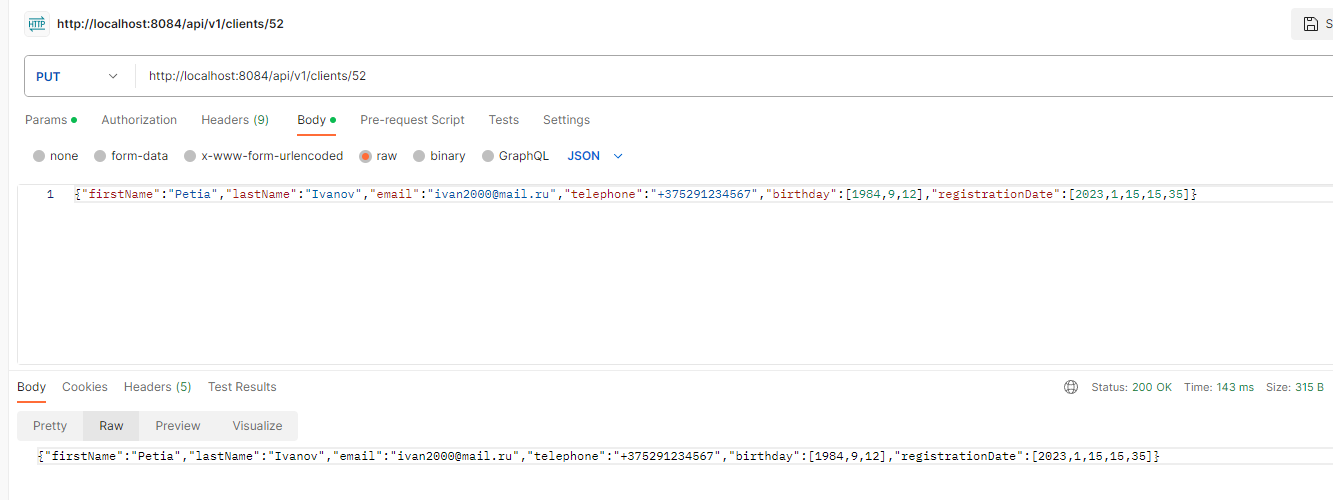 HTTP http://localhost:8084/api/v1/clients/52 S
PUT http://localhost:8084/api/v1/clients/52
Params Authorization Headers (9) Body Pre-request Script Tests Settings
none form-data x-www-form-urlencoded raw binary GraphQL JSON
1 {"firstName":"Petia","lastName":"Ivanov","email":"ivan2000@mail.ru","telephone":"+375291234567","birthday":[1984,9,12],"registrationDate":[2023,1,15,15,35]}
Body Cookies Headers (5) Test Results Status: 200 OK Time: 143 ms Size: 315 B
Pretty Raw Preview Visualize
{"firstName":"Petia","lastName":"Ivanov","email":"ivan2000@mail.ru","telephone":"+375291234567","birthday":[1984,9,12],"registrationDate":[2023,1,15,15,35]}